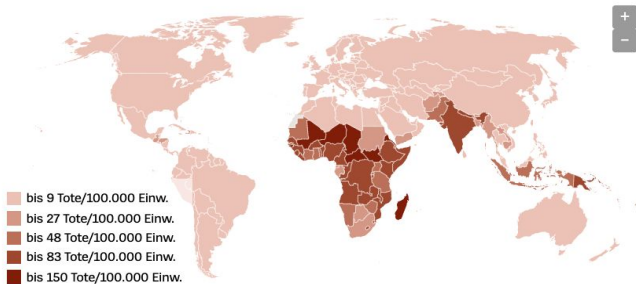 +
−
bis 9 Tote/100.000 Einw.
bis 27 Tote/100.000 Einw.
bis 48 Tote/100.000 Einw.
bis 83 Tote/100.000 Einw.
bis 150 Tote/100.000 Einw.